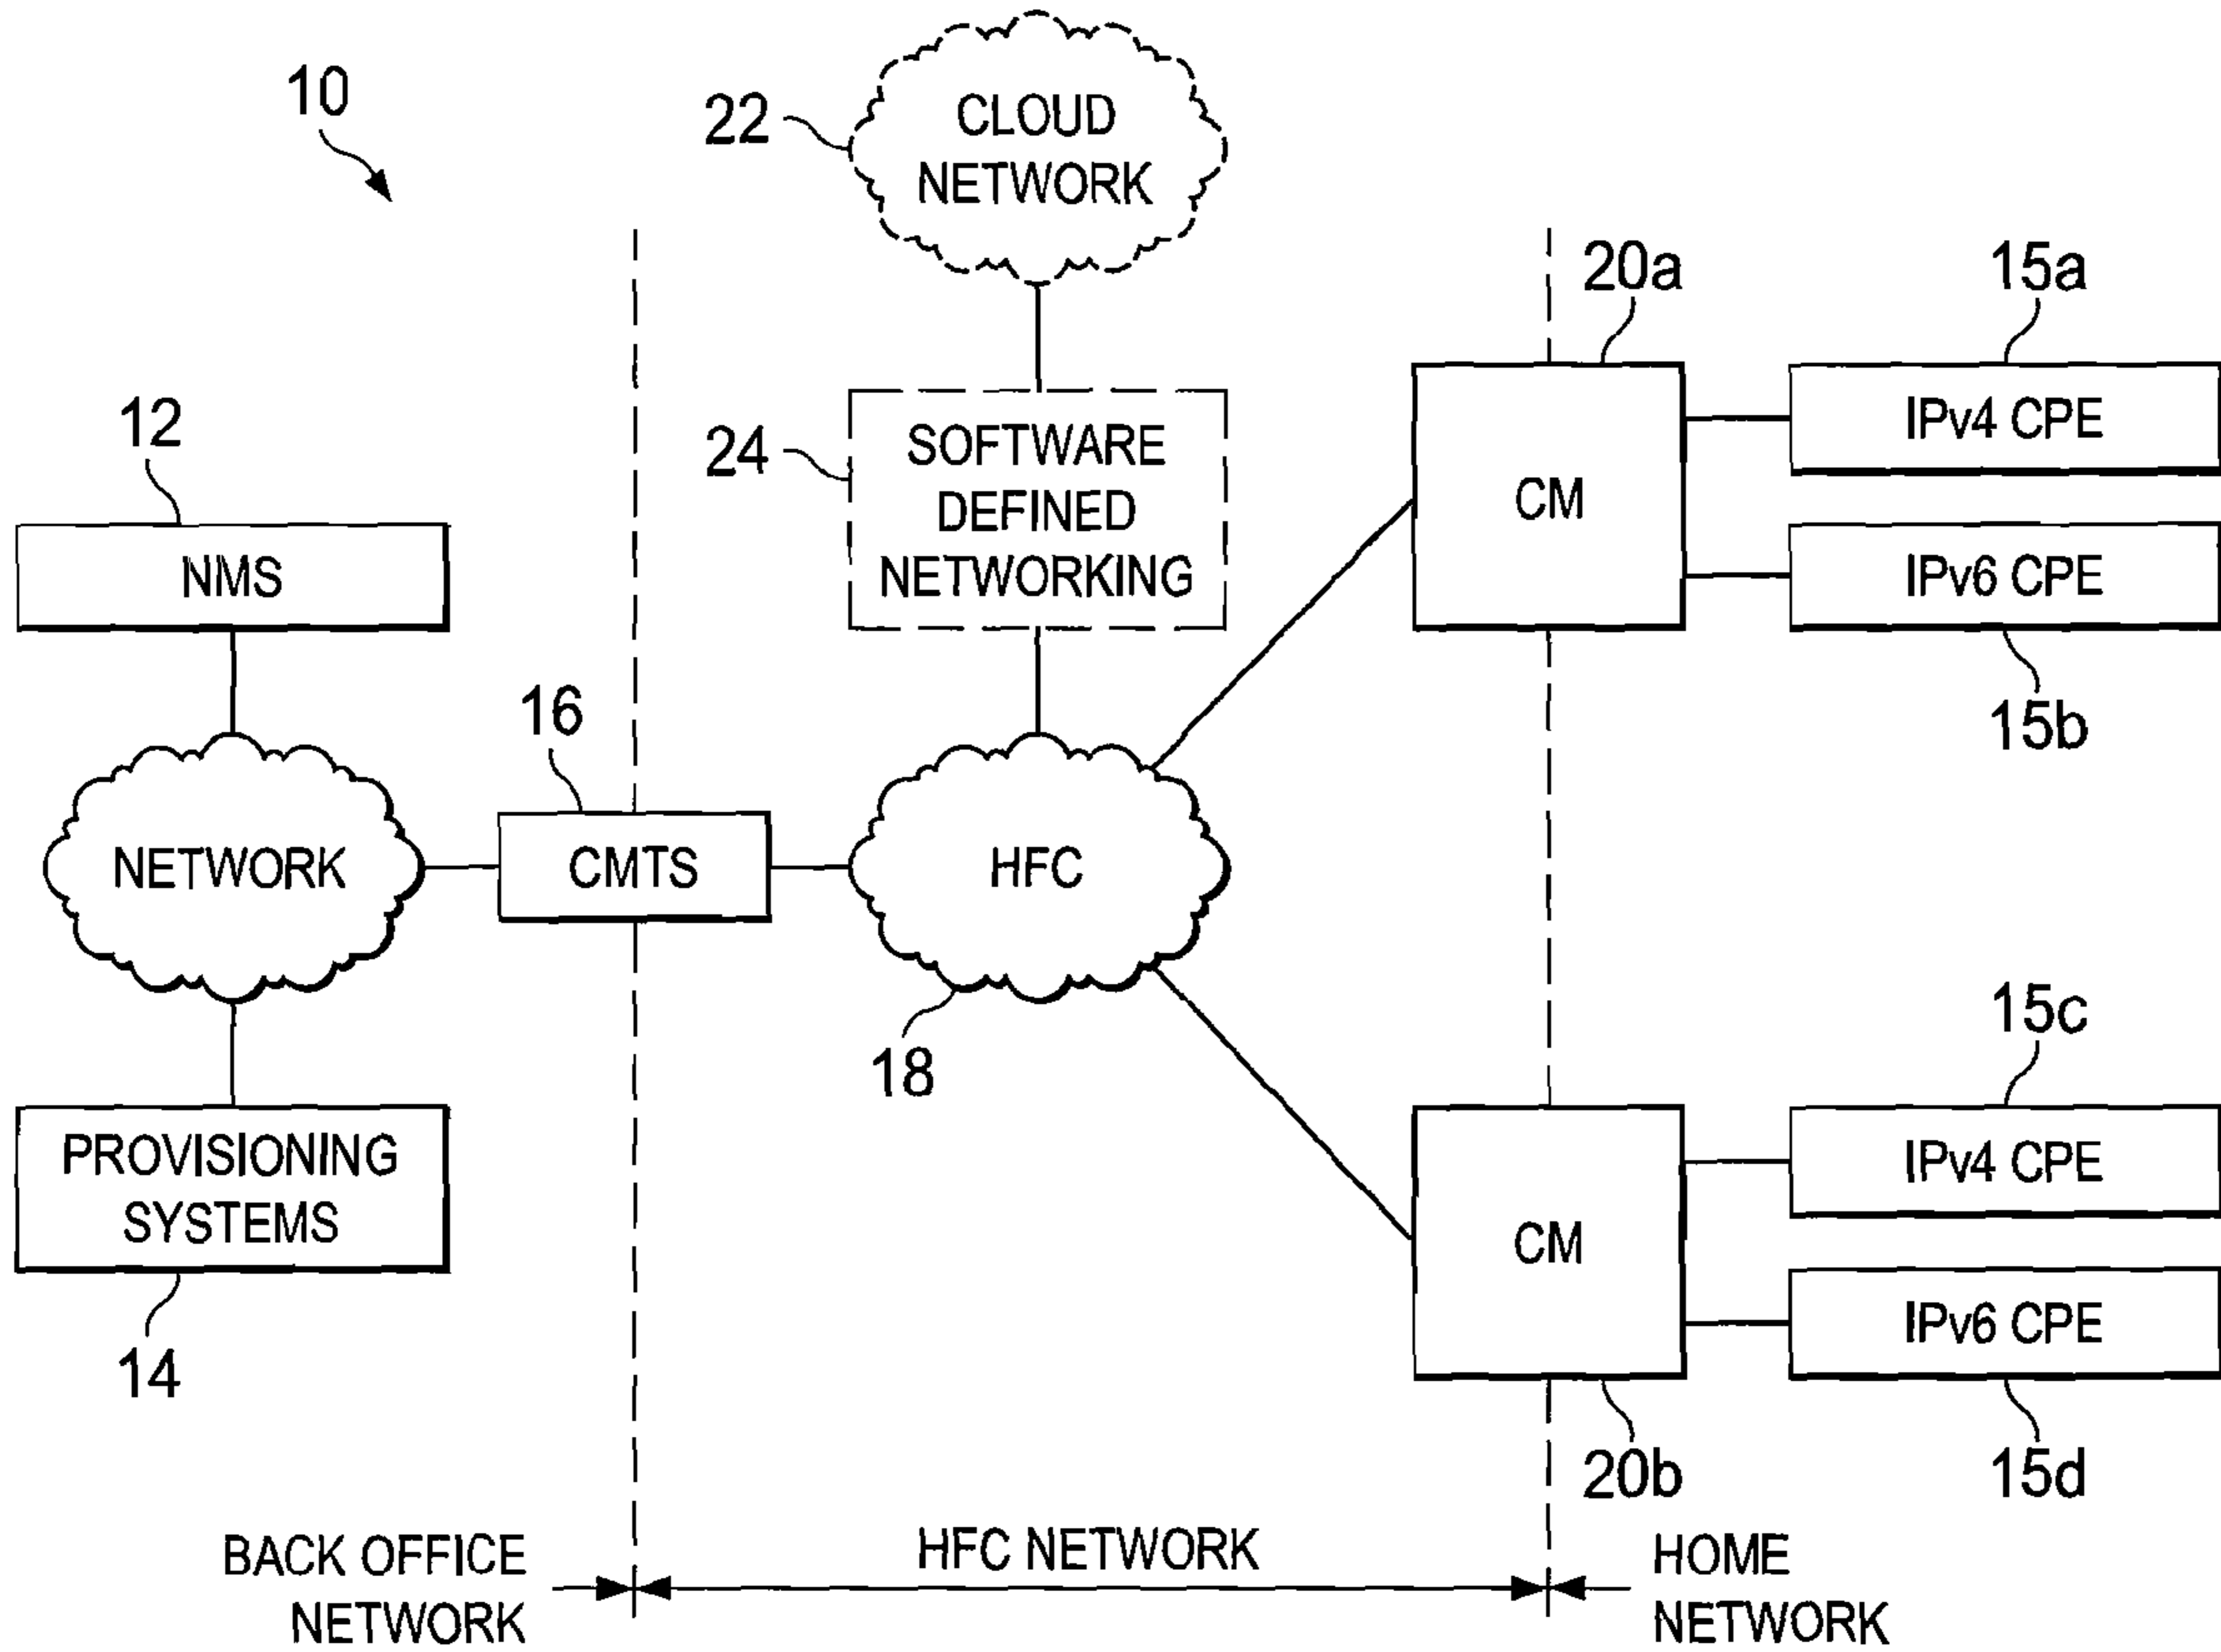 10
22
CLOUD
NETWORK
20a
15a
12
24
SOFTWARE
DEFINED
NETWORKING
CM
IPv4 CPE
NMS
IPv6 CPE
16
15b
NETWORK
CMTS
HFC
18
15c
PROVISIONING
SYSTEMS
CM
IPv4 CPE
IPv6 CPE
14
20b
15d
BACK OFFICE
NETWORK
HFC NETWORK
HOME
NETWORK